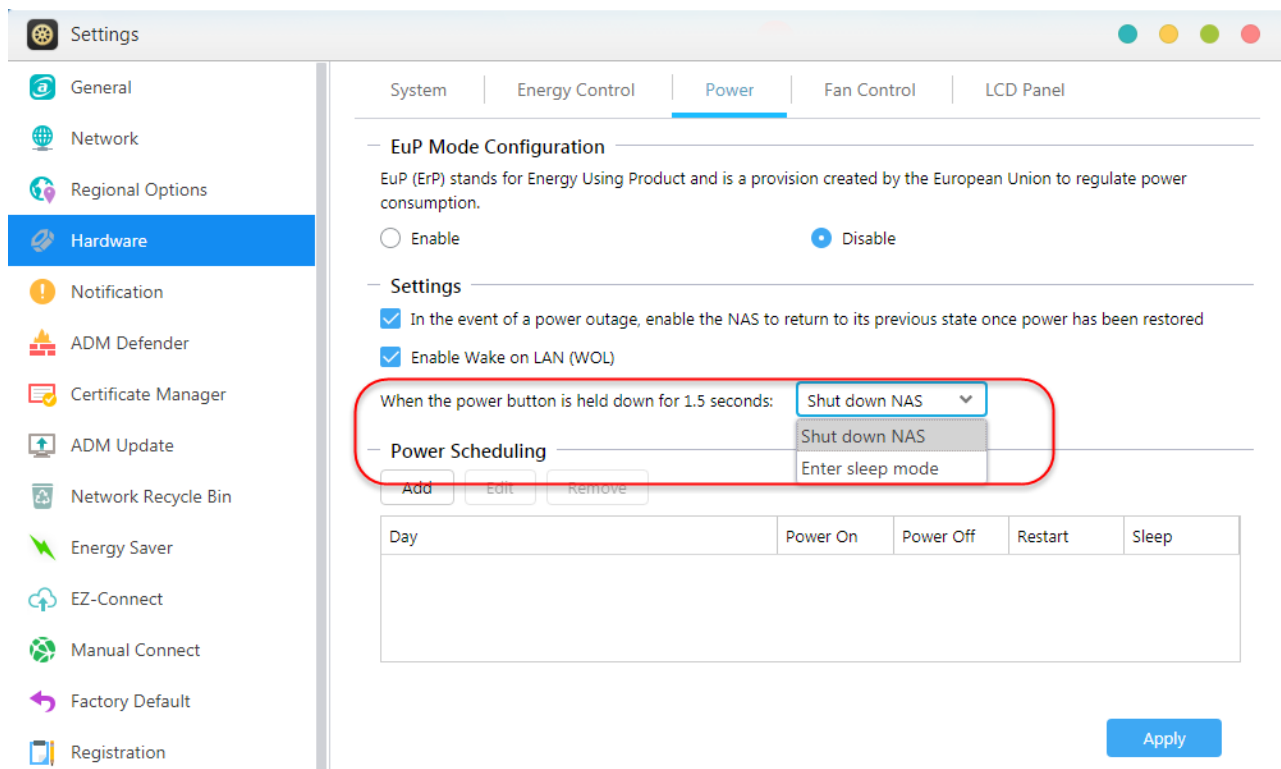 Settings
General
Network
Regional Options
Hardware
Notification
ADM Defender
Certificate Manager
ADM Update
Network Recycle Bin
Energy Saver
EZ-Connect
Manual Connect
Factory Default
Registration
System Energy Control Power Fan Control LCD Panel
EuP Mode Configuration
EuP (ErP) stands for Energy Using Product and is a provision created by the European Union to regulate power
consumption.
Enable Disable
Settings
In the event of a power outage, enable the NAS to return to its previous state once power has been restored
Enable Wake on LAN (WOL)
When the power button is held down for 1.5 seconds: Shut down NAS
Shut down NAS
Enter sleep mode
Power Scheduling
Add Edit Remove
Day Power On Power Off Restart Sleep
Apply